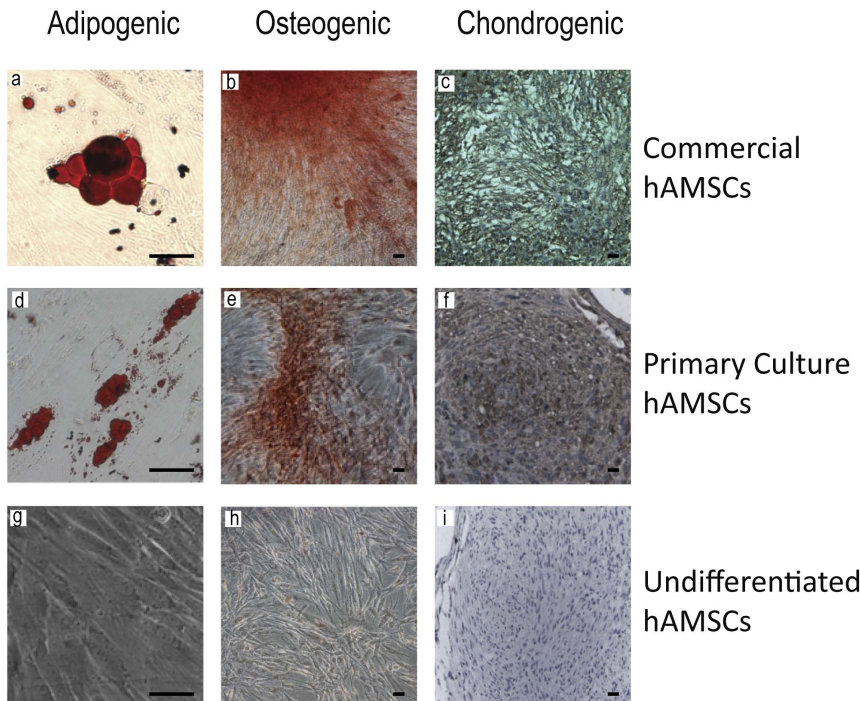 Adipogenic Osteogenic Chondrogenic
a b c
Commercial
hAMSCs
d e f
Primary Culture
hAMSCs
g h i
Undifferentiated
hAMSCs